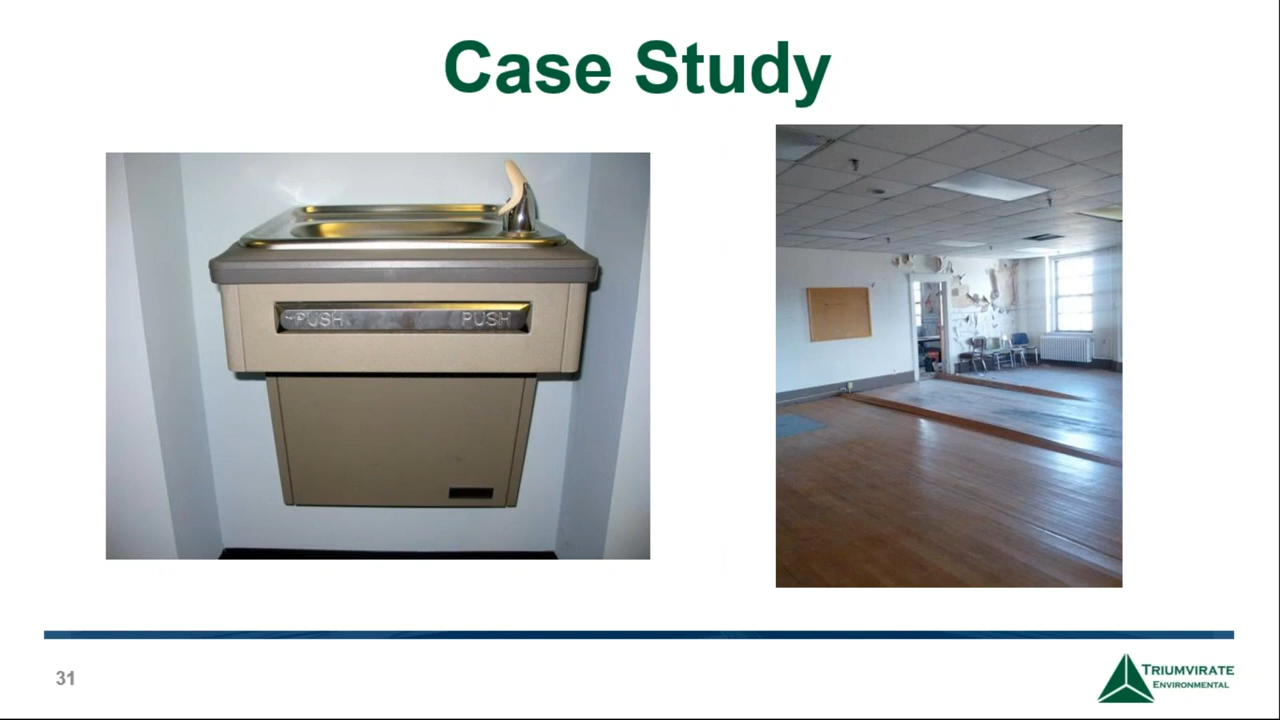 Case Study
PUSH PUSH
31
TRIUMVIRATE
ENVIRONMENTAL